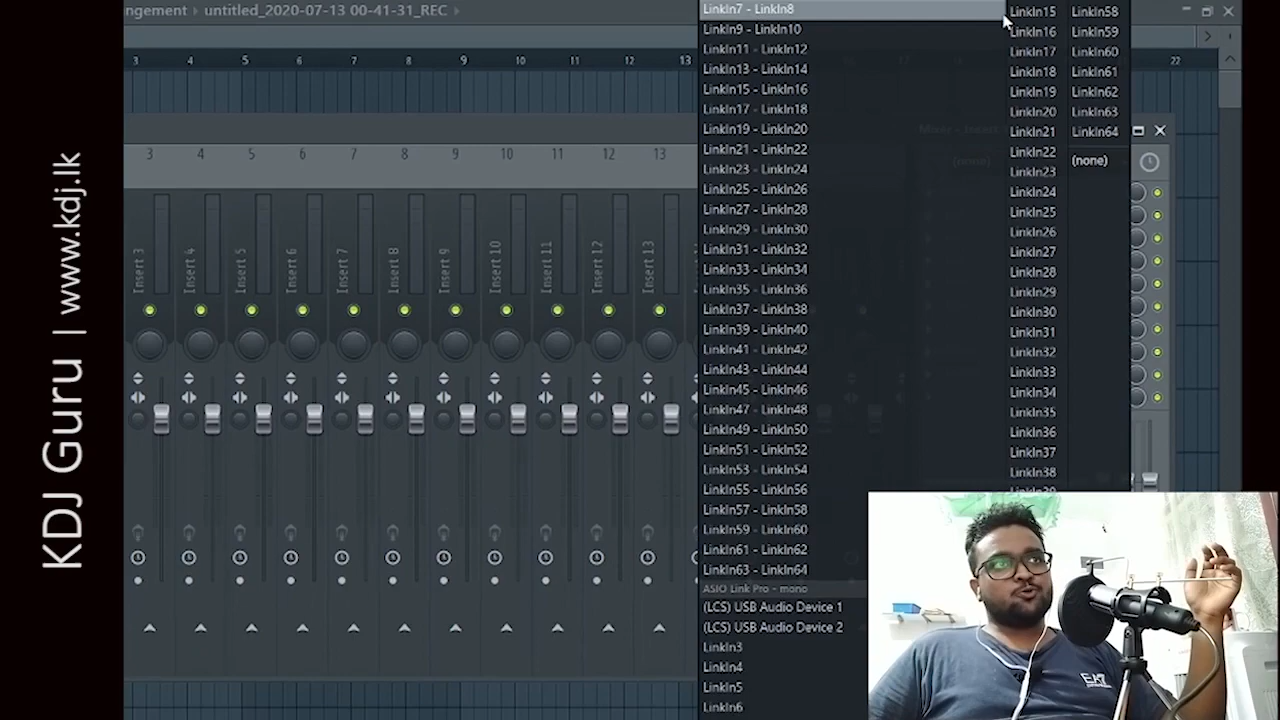 ngement
untitled_2020-07-13 00-41-31_REC
3 4 5 6 7 8 9 10 11 12 13 22
3 4 5 6 7 8 9 10 11 12 13
Insert 3
Insert 4
Insert 5
Insert 6
Insert 7
Insert 8
Insert 9
Insert 10
Insert 11
Insert 12
Insert 13
KDJ Guru | www.kdj.lk
LinkIn7 - LinkIn8
LinkIn9 - LinkIn10
LinkIn11 - LinkIn12
LinkIn13 - LinkIn14
LinkIn15 - LinkIn16
LinkIn17 - LinkIn18
LinkIn19 - LinkIn20
LinkIn21 - LinkIn22
LinkIn23 - LinkIn24
LinkIn25 - LinkIn26
LinkIn27 - LinkIn28
LinkIn29 - LinkIn30
LinkIn31 - LinkIn32
LinkIn33 - LinkIn34
LinkIn35 - LinkIn36
LinkIn37 - LinkIn38
LinkIn39 - LinkIn40
LinkIn41 - LinkIn42
LinkIn43 - LinkIn44
LinkIn45 - LinkIn46
LinkIn47 - LinkIn48
LinkIn49 - LinkIn50
LinkIn51 - LinkIn52
LinkIn53 - LinkIn54
LinkIn55 - LinkIn56
LinkIn57 - LinkIn58
LinkIn59 - LinkIn60
LinkIn61 - LinkIn62
LinkIn63 - LinkIn64
ASIO Link Pro - mono
(LCS) USB Audio Device 1
(LCS) USB Audio Device 2
LinkIn3
LinkIn4
LinkIn5
LinkIn6
LinkIn15
LinkIn16
LinkIn17
LinkIn18
LinkIn19
LinkIn20
LinkIn21
LinkIn22
LinkIn23
LinkIn24
LinkIn25
LinkIn26
LinkIn27
LinkIn28
LinkIn29
LinkIn30
LinkIn31
LinkIn32
LinkIn33
LinkIn34
LinkIn35
LinkIn36
LinkIn37
LinkIn38
LinkIn58
LinkIn59
LinkIn60
LinkIn61
LinkIn62
LinkIn63
LinkIn64
(none)